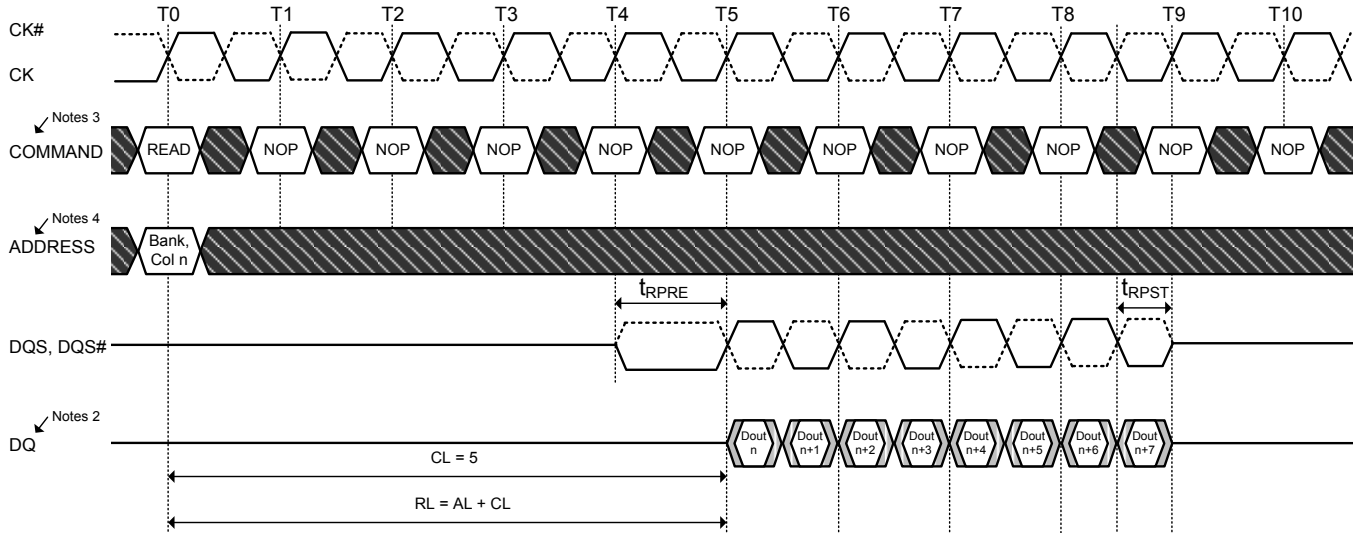 T0 T1 T2 T3 T4 T5 T6 T7 T8 T9 T10
CK#
CK
Notes 3
COMMAND READ NOP NOP NOP NOP NOP NOP NOP NOP NOP NOP
Notes 4
ADDRESS
Bank,
Col n
tRPRE tRPST
DQS, DQS#
Notes 2
DQ
Dout Dout Dout Dout Dout Dout Dout Dout
n n+1 n+2 n+3 n+4 n+5 n+6 n+7
CL = 5
RL = AL + CL